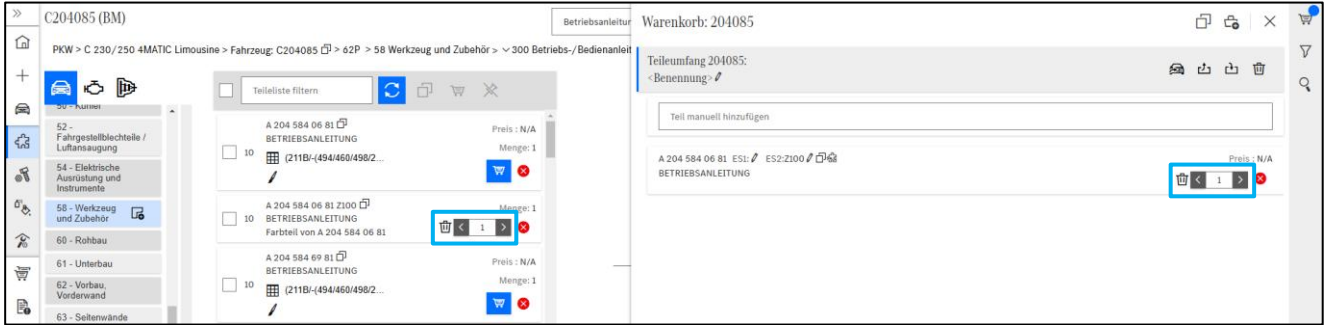 C204085 (BM)
Betriebsanleitur
PKW > C 230/250 4MATIC Limousine > Fahrzeug: C204085 > 62P > 58 Werkzeug und Zubehör > 300 Betriebs-/Bedienanleit
50 - Kühler
52 -
Fahrgestellblechteile /
Luftansaugung
54 - Elektrische
Ausrüstung und
Instrumente
58 - Werkzeug
und Zubehör
60 - Rohbau
61 - Unterbau
62 - Vorbau,
Vorderwand
63 - Seitenwände
Teileliste filtern
A 204 584 06 81
Preis : N/A
BETRIEBSANLEITUNG
Menge: 1
10
(211B/-(494/460/498/2...
A 204 584 06 81 Z100
Menge: 1
10
BETRIEBSANLEITUNG
1
Farbteil von A 204 584 06 81
A 204 584 69 81
Preis : N/A
BETRIEBSANLEITUNG
Menge: 1
10
(211B/-(494/460/498/2...
Warenkorb: 204085
Teileumfang 204085:
<Benennung>
Teil manuell hinzufügen
A 204 584 06 81 ES1: ES2:Z100
Preis : N/A
BETRIEBSANLEITUNG
1